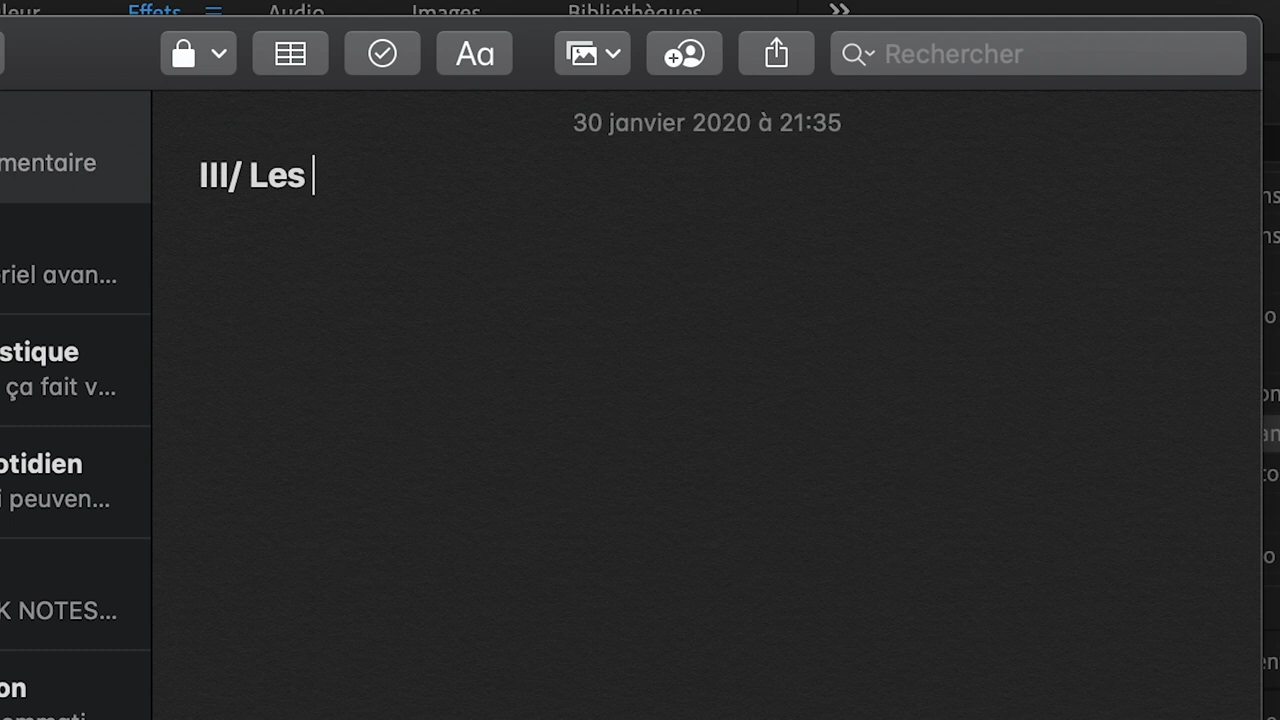 Effets
Audio
Images
Bibliothèques
Aa
Rechercher
30 janvier 2020 à 21:35
III/ Les
mentaire
riel avan...
stique
ça fait v...
otidien
i peuven...
K NOTES...
on